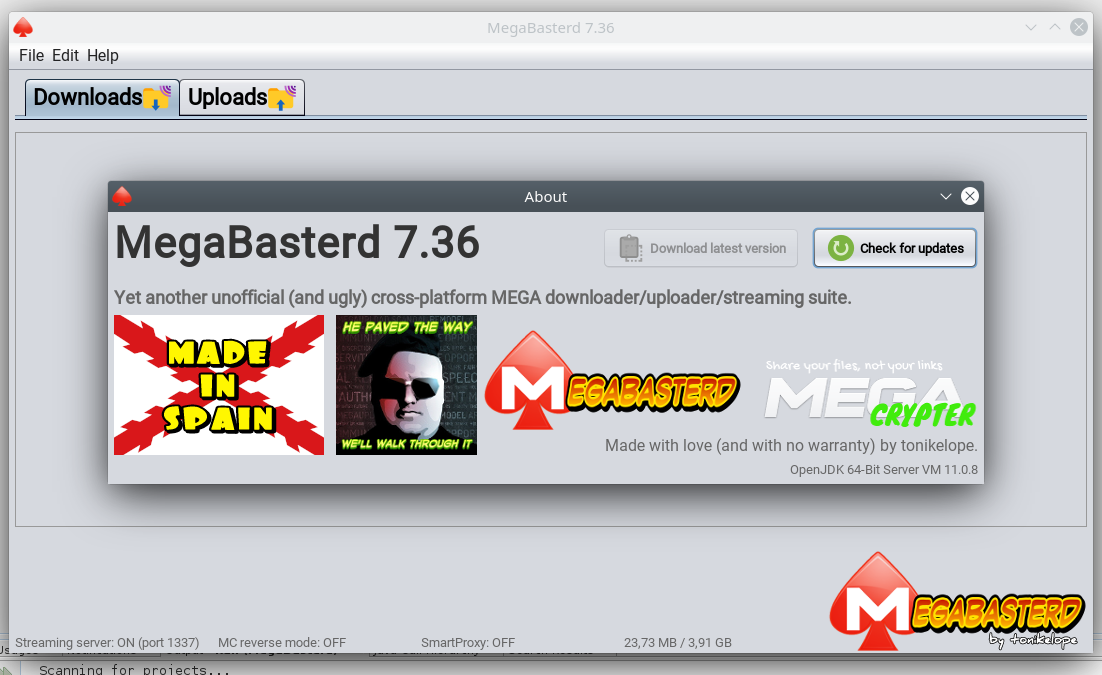 MegaBasterd 7.36
File Edit Help
Downloads Uploads
About
MegaBasterd 7.36
Download latest version
Check for updates
Yet another unofficial (and ugly) cross-platform MEGA downloader/uploader/streaming suite.
MADE
IN
SPAIN
HE PAVED THE WAY
WE'LL WALK THROUGH IT
MEGABASTERD
Share your files, not your links
MEGA
CRYPTER
Made with love (and with no warranty) by tonikelope.
OpenJDK 64-Bit Server VM 11.0.8
MEGABASTERD
by tonikelope
Streaming server: ON (port 1337) MC reverse mode: OFF SmartProxy: OFF 23,73 MB / 3,91 GB
Scanning for projects...